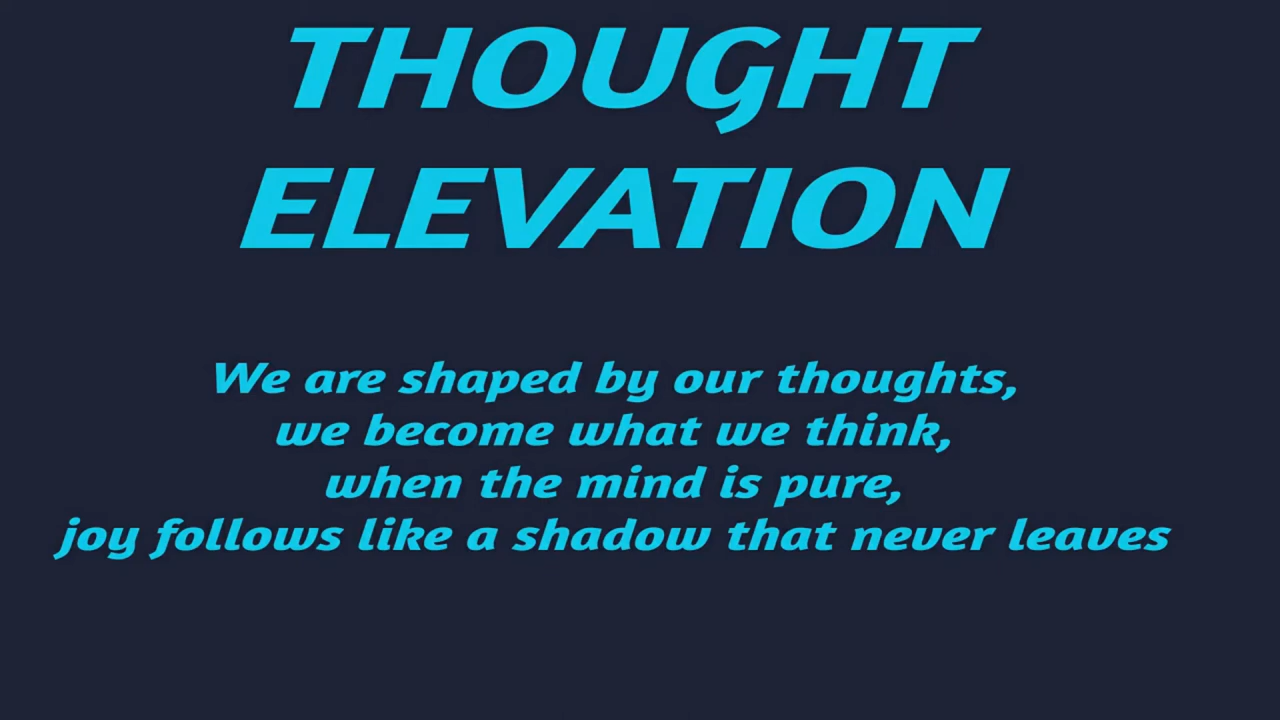 THOUGHT
ELEVATION
We are shaped by our thoughts,
we become what we think,
when the mind is pure,
joy follows like a shadow that never leaves